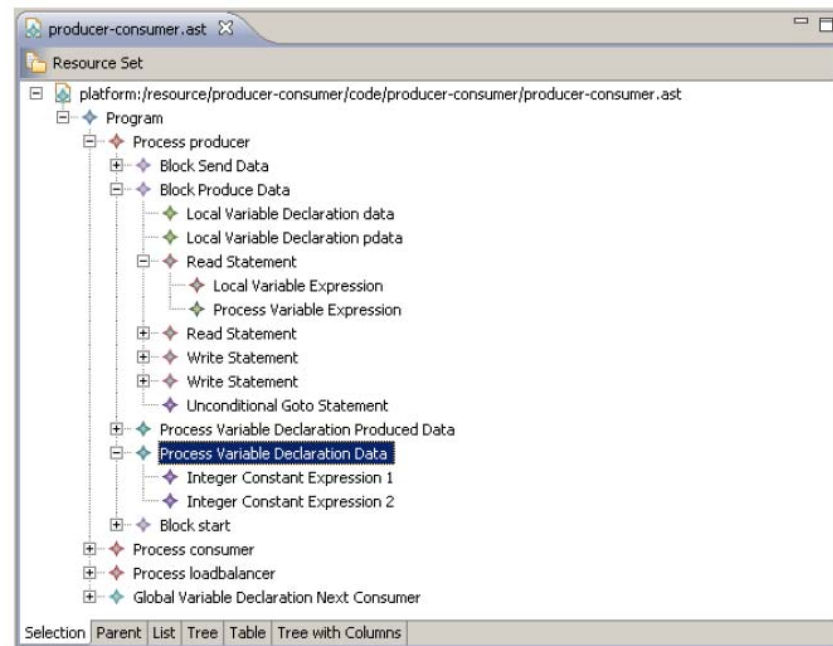 producer-consumer.ast
Resource Set
platform:/resource/producer-consumer/code/producer-consumer/producer-consumer.ast
Program
Process producer
Block Send Data
Block Produce Data
Local Variable Declaration data
Local Variable Declaration pdata
Read Statement
Local Variable Expression
Process Variable Expression
Read Statement
Write Statement
Write Statement
Unconditional Goto Statement
Process Variable Declaration Produced Data
Process Variable Declaration Data
Integer Constant Expression 1
Integer Constant Expression 2
Block start
Process consumer
Process loadbalancer
Global Variable Declaration Next Consumer
Selection Parent List Tree Table Tree with Columns